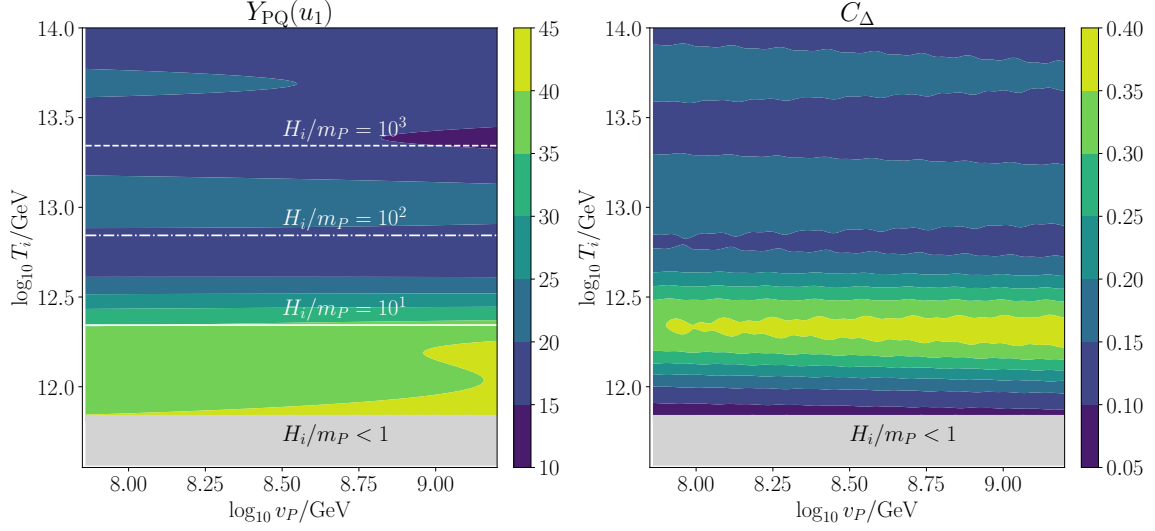 Y_PQ(u_1)
14.0
13.5
13.0
12.5
12.0
log_10 T_i/GeV
H_i/m_P = 10^3
H_i/m_P = 10^2
H_i/m_P = 10^1
H_i/m_P < 1
8.00 8.25 8.50 8.75 9.00
log_10 v_P/GeV
45
40
35
30
25
20
15
10
C_Δ
14.0
13.5
13.0
12.5
12.0
log_10 T_i/GeV
H_i/m_P < 1
8.00 8.25 8.50 8.75 9.00
log_10 v_P/GeV
0.40
0.35
0.30
0.25
0.20
0.15
0.10
0.05